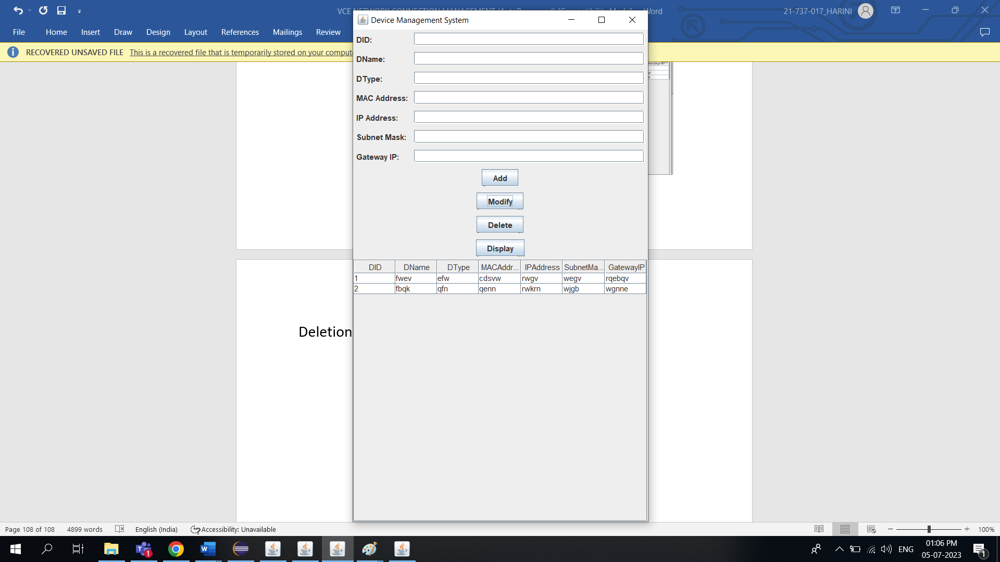 21-737-017_HARINI
Device Management System
File Home Insert Draw Design Layout References Mailings Review
RECOVERED UNSAVED FILE This is a recovered file that is temporarily stored on your
DID:
DName:
DType:
MAC Address:
IP Address:
Subnet Mask:
Gateway IP:
Add
Modify
Delete
Display
DID DName DType MACAddr... IPAddress SubnetMa... GatewayIP
1 fwev efw cdsvw rwgv wegv rqebqv
2 fbqk qfn qenn rwkrn wjgb wgnne
Deletion
Page 108 of 108 4899 words English (India) Accessibility: Unavailable 100%
1 ENG 01:06 PM
05-07-2023 1